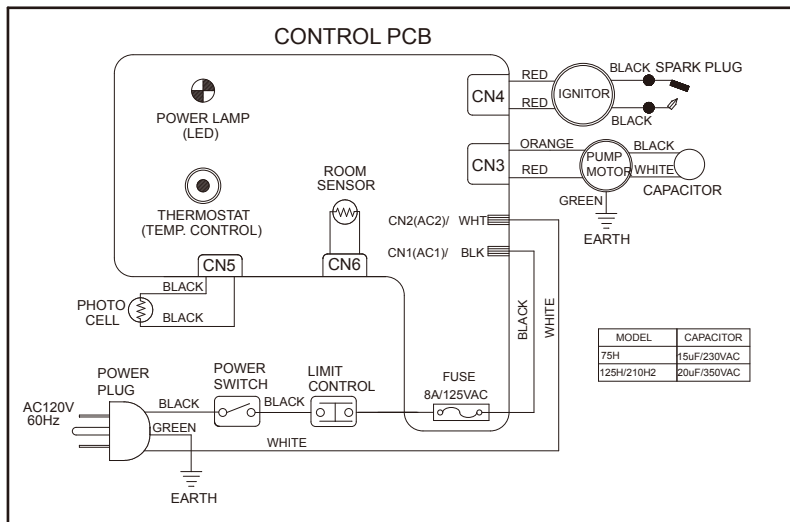 CONTROL PCB
POWER LAMP
(LED)
THERMOSTAT
(TEMP. CONTROL)
ROOM
SENSOR
CN4
RED
RED
IGNITOR
BLACK
SPARK PLUG
BLACK
CN3
ORANGE
RED
PUMP
MOTOR
BLACK
WHITE
CAPACITOR
GREEN
EARTH
CN2(AC2)/ WHT
CN1(AC1)/ BLK
CN5
CN6
BLACK
BLACK
PHOTO
CELL
BLACK
WHITE
MODEL CAPACITOR
75H 15uF/230VAC
125H/210H2 20uF/350VAC
POWER
PLUG
AC120V
60Hz
BLACK
POWER
SWITCH
BLACK
LIMIT
CONTROL
FUSE
8A/125VAC
GREEN
WHITE
EARTH